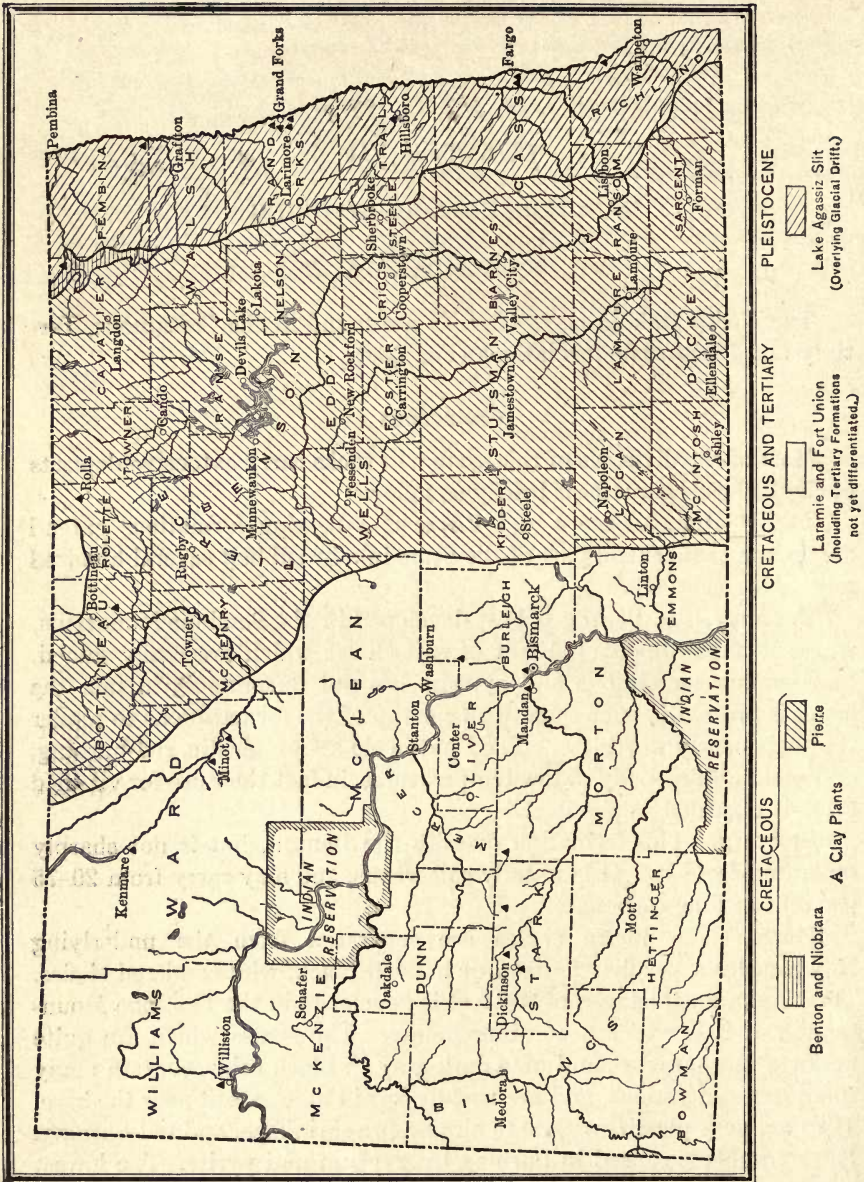 Pembina
PEMBINA
CAVALIER
Langdon
Rolla
Bottineau
ROLETTE
TOWNER
BOTTINEAU
Cando
Grafton
WALSH
RAMSEY
Devils Lake
Lakota
Grand Forks
Larimore
GRAND
FORKS
NELSON
Minnewaukon
BENSON
PIERCE
Rugby
Towner
MCHENRY
Minot
Kenmare
WARD
WILLIAMS
Williston
INDIAN
RESERVATION
Schafer
MCKENZIE
MCLEAN
EDDY
New Rockford
Fessenden
WELLS
FOSTER
Carrington
GRIGGS
Cooperstown
Sherbrooke
STEELE
TRAILL
Hillsboro
Fargo
CASS
BARNES
Valley City
STUTSMAN
Jamestown
KIDDER
Steele
BURLEIGH
Bismarck
Washburn
Stanton
Center
OLIVER
MERCER
Mandan
MORTON
Oakdale
DUNN
Dickinson
STARK
Medora
BILLINGS
BOWMAN
Mott
HETTINGER
INDIAN
RESERVATION
Linton
EMMONS
Napoleon
LOGAN
MCINTOSH
Ashley
LAMOURE
Lamoure
DICKEY
Ellendale
Lisbon
RANSOM
SARGENT
Forman
RICHLAND
Wahpeton
CRETACEOUS
Benton and Niobrara
Pierre
▲ Clay Plants
CRETACEOUS AND TERTIARY
Laramie and Fort Union
(Including Tertiary Formations
not yet differentiated.)
PLEISTOCENE
Lake Agassiz Slit
(Overlying Glacial Drift.)